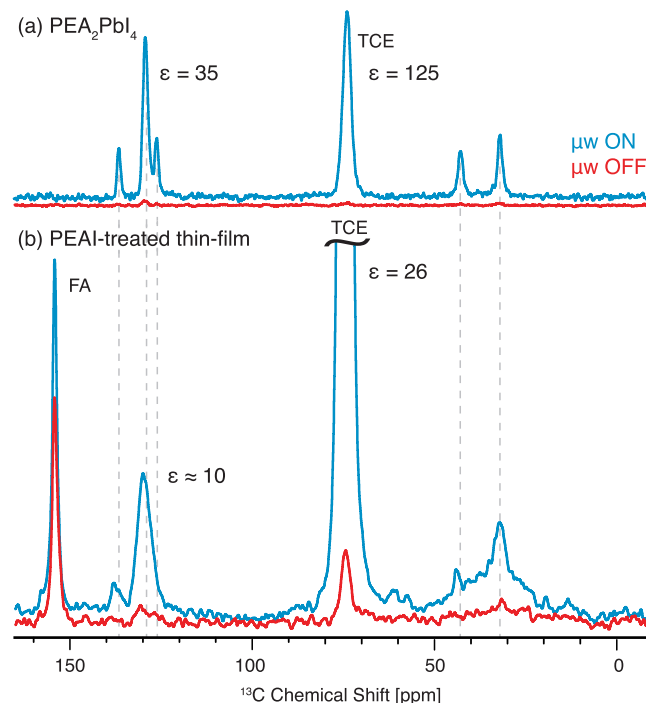 (a) PEA₂PbI₄
TCE
ε = 35
ε = 125
μw ON
μw OFF
(b) PEAI-treated thin-film
TCE
FA
ε = 26
ε ≈ 10
150
100
50
0
¹³C Chemical Shift [ppm]